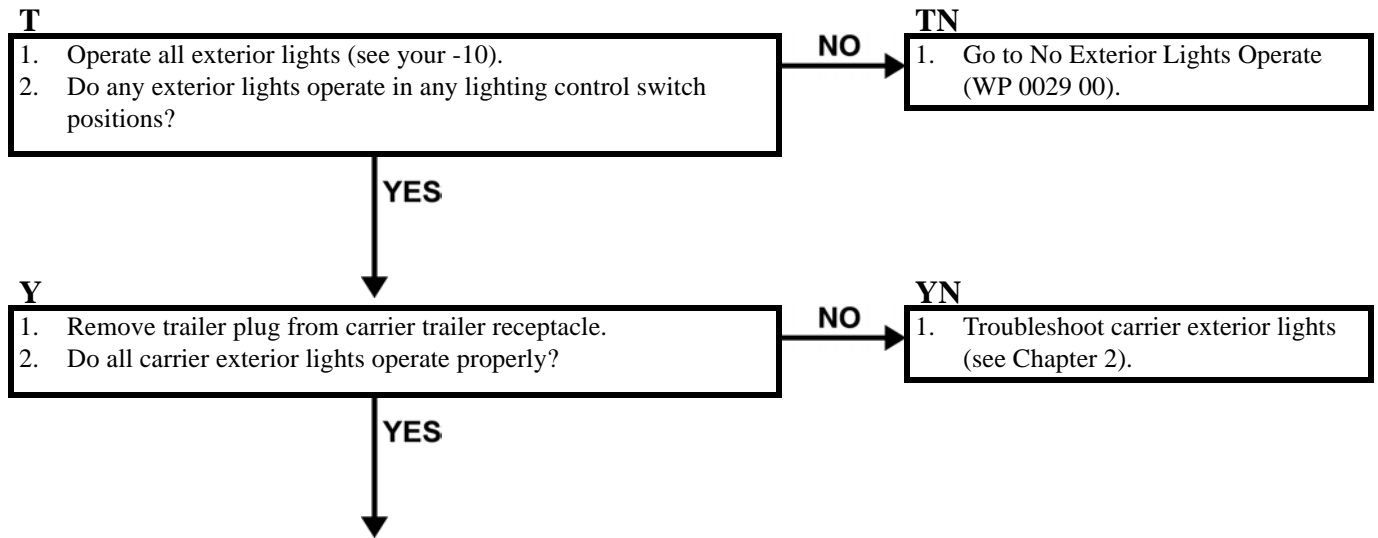 T
1. Operate all exterior lights (see your -10).
2. Do any exterior lights operate in any lighting control switch
positions?
NO
TN
1. Go to No Exterior Lights Operate
(WP 0029 00).
YES
Y
1. Remove trailer plug from carrier trailer receptacle.
2. Do all carrier exterior lights operate properly?
NO
YN
1. Troubleshoot carrier exterior lights
(see Chapter 2).
YES